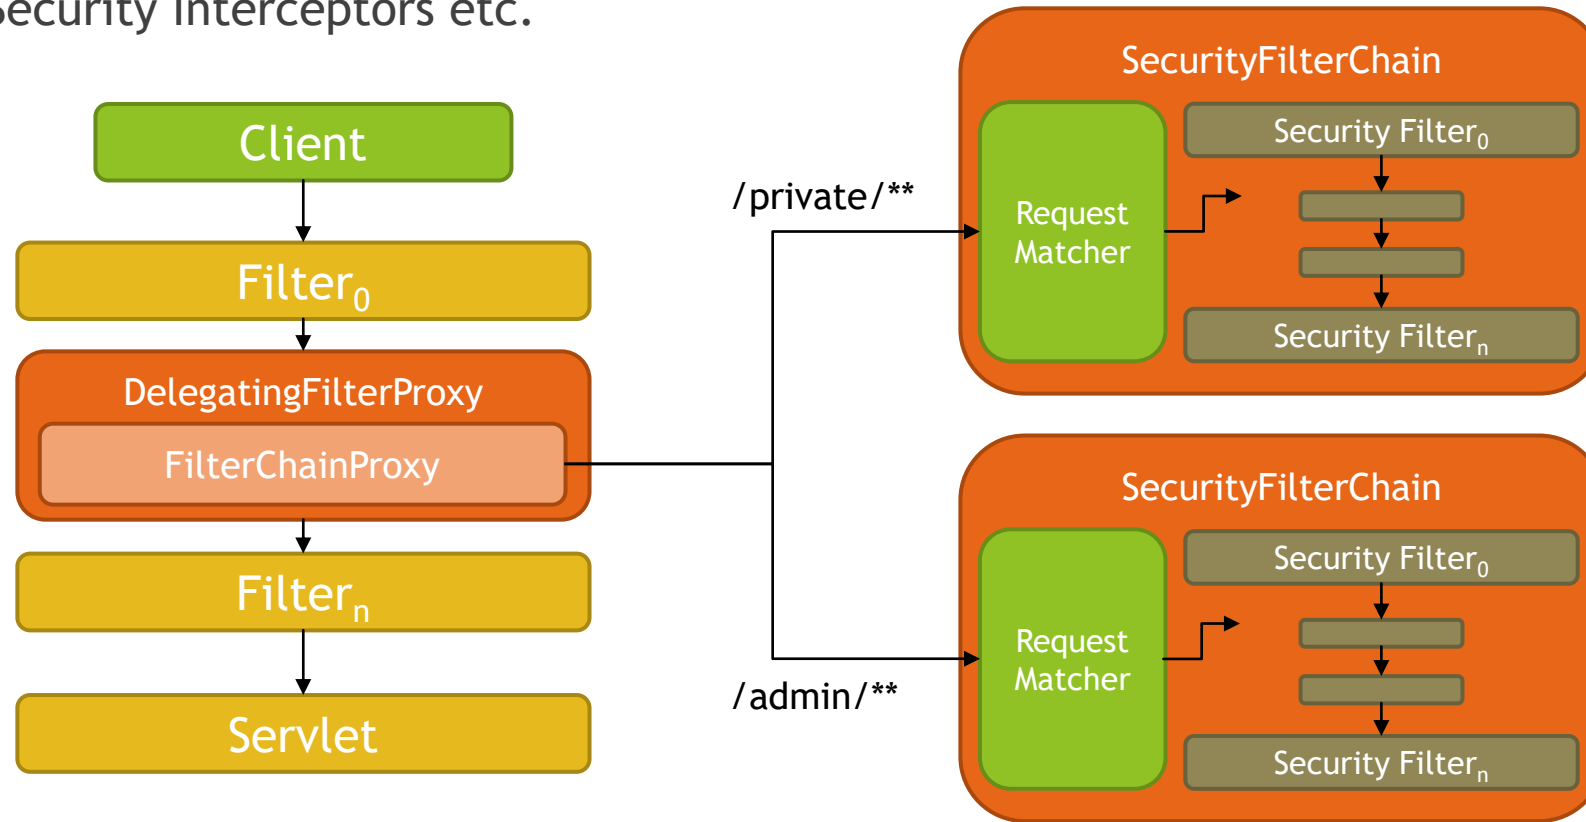 Security Interceptors etc.
Client
Filter0
DelegatingFilterProxy
FilterChainProxy
Filtern
Servlet
/private/**
/admin/**
SecurityFilterChain
Request
Matcher
Security Filter0
Security Filtern
SecurityFilterChain
Request
Matcher
Security Filter0
Security Filtern